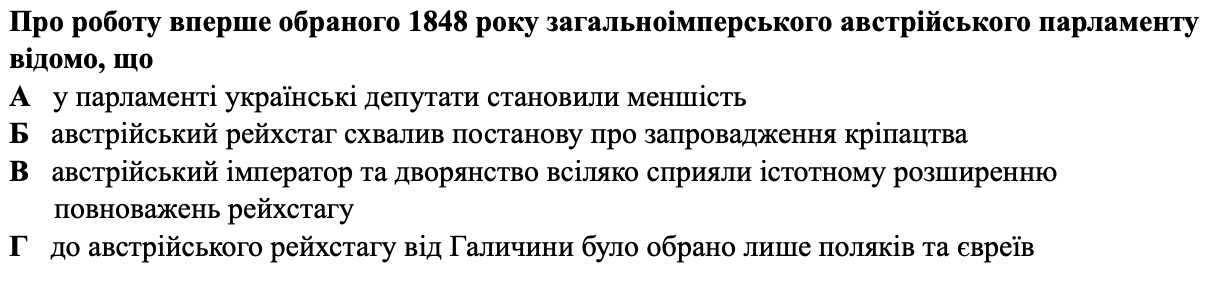 Про роботу вперше обраного 1848 року загальноімперського австрійського парламенту
відомо, що
А у парламенті українські депутати становили меншість
Б австрійський рейхстаг схвалив постанову про запровадження кріпацтва
В австрійський імператор та дворянство всіляко сприяли істотному розширенню
повноважень рейхстагу
Г до австрійського рейхстагу від Галичини було обрано лише поляків та євреїв